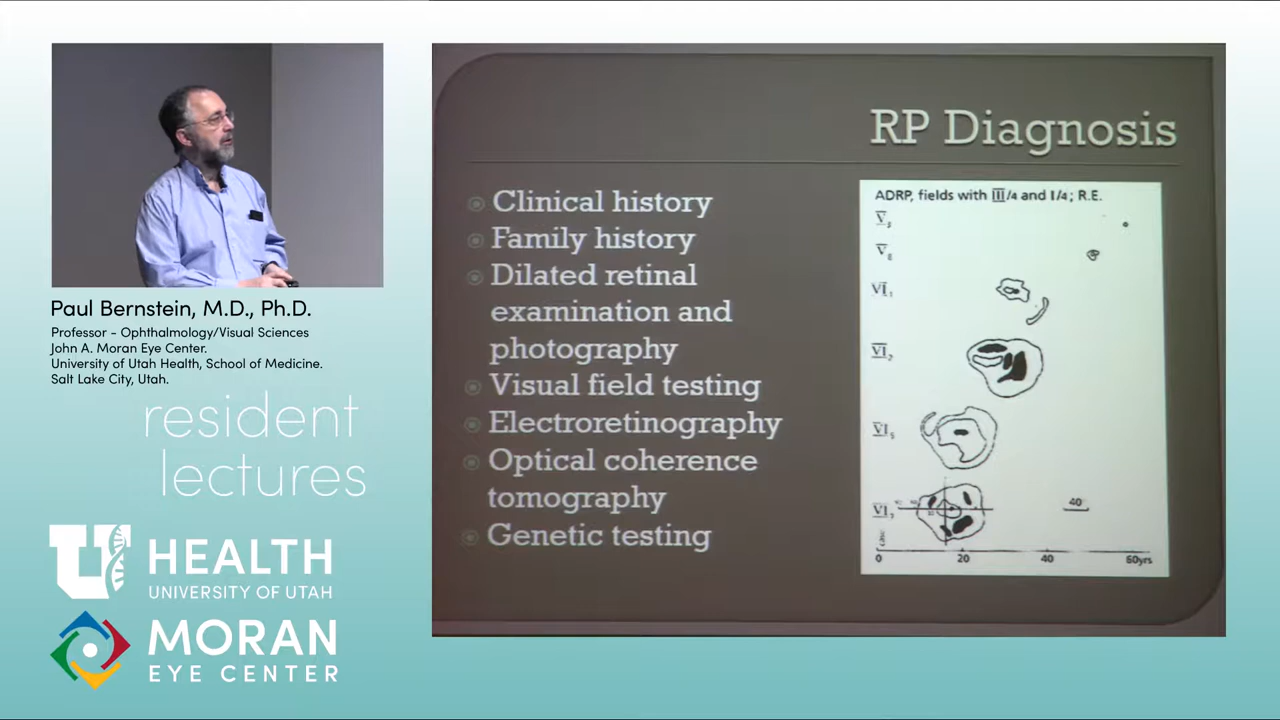 RP Diagnosis
Clinical history
Family history
Dilated retinal
examination and
photography
Visual field testing
Electroretinography
Optical coherence
tomography
Genetic testing
ADRP, fields with III/4 and I/4; R.E.
40
0 20 40 60yrs
Paul Bernstein, M.D., Ph.D.
Professor - Ophthalmology/Visual Sciences
John A. Moran Eye Center.
University of Utah Health, School of Medicine.
Salt Lake City, Utah.
resident
lectures
U HEALTH
UNIVERSITY OF UTAH
MORAN
EYE CENTER